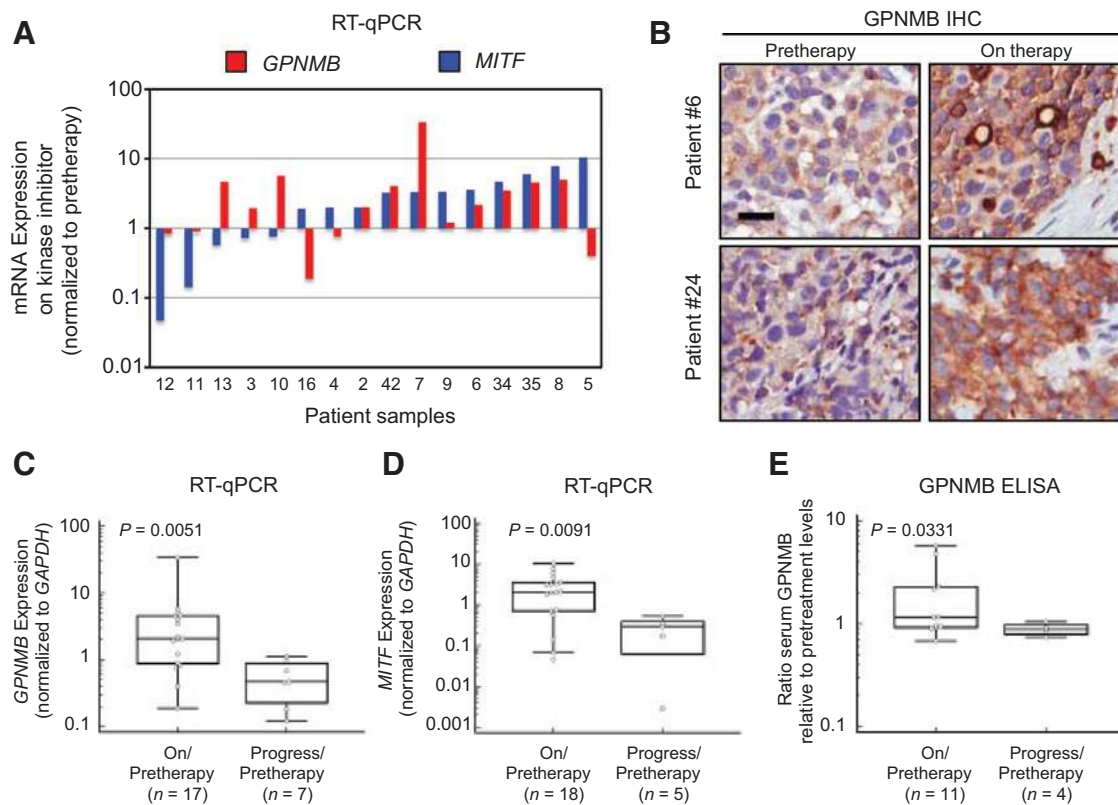 A
RT-qPCR
GPNMB
MITF
mRNA Expression
on kinase inhibitor
(normalized to pretherapy)
100
10
1
0.1
0.01
12 11 13 3 10 16 4 2 42 7 9 6 34 35 8 5
Patient samples
B
GPNMB IHC
Pretherapy On therapy
Patient #6
Patient #24
C
RT-qPCR
P = 0.0051
GPNMB Expression
(normalized to GAPDH)
100
10
1
0.1
On/ Progress/
Pretherapy Pretherapy
(n = 17) (n = 7)
D
RT-qPCR
P = 0.0091
MITF Expression
(normalized to GAPDH)
100
10
1
0.1
0.01
0.001
On/ Progress/
Pretherapy Pretherapy
(n = 18) (n = 5)
E
GPNMB ELISA
P = 0.0331
Ratio serum GPNMB
relative to pretreatment levels
10
1
0.1
On/ Progress/
Pretherapy Pretherapy
(n = 11) (n = 4)